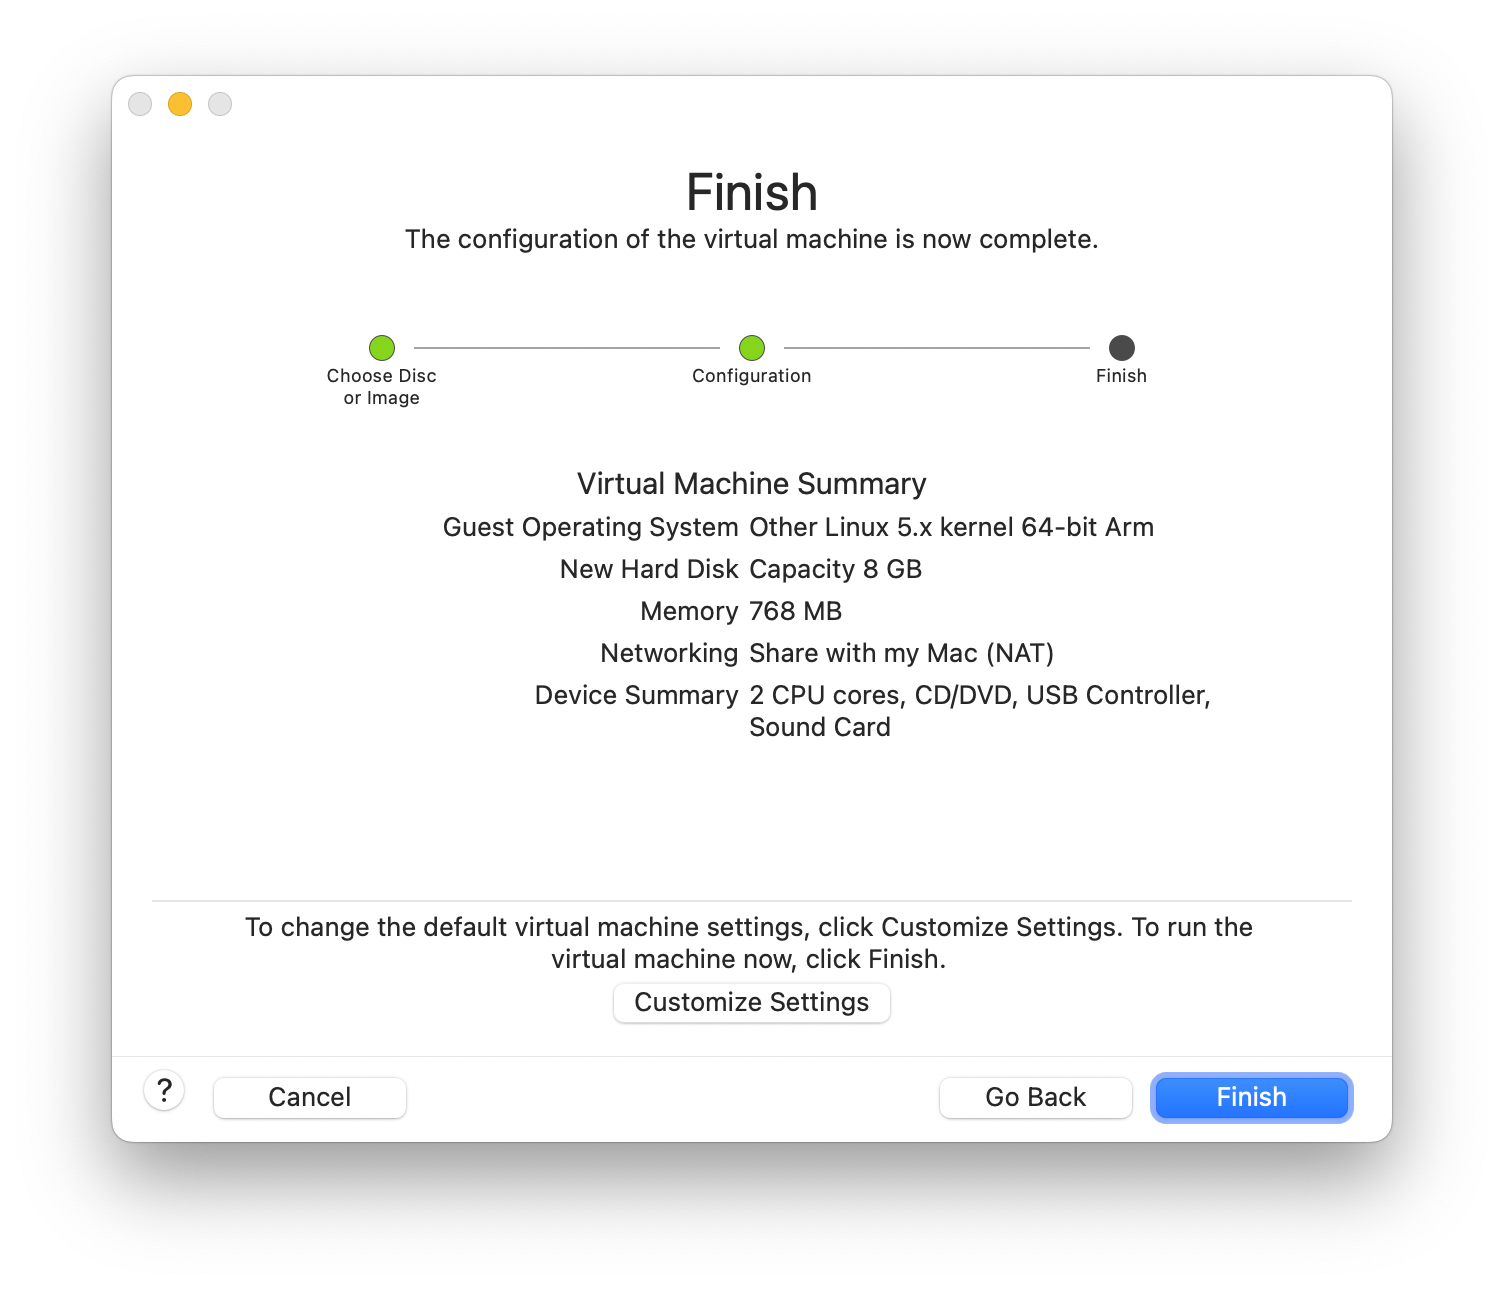 Finish
The configuration of the virtual machine is now complete.
Choose Disc
or Image
Configuration
Finish
Virtual Machine Summary
Guest Operating System Other Linux 5.x kernel 64-bit Arm
New Hard Disk Capacity 8 GB
Memory 768 MB
Networking Share with my Mac (NAT)
Device Summary 2 CPU cores, CD/DVD, USB Controller,
Sound Card
To change the default virtual machine settings, click Customize Settings. To run the
virtual machine now, click Finish.
Customize Settings
? Cancel Go Back Finish